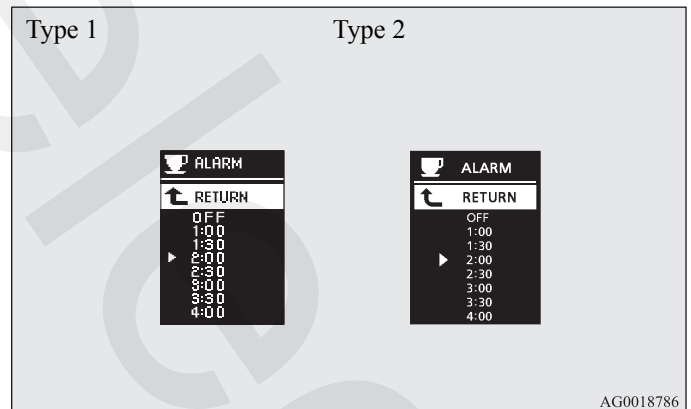 Type 1
Type 2
ALARM
RETURN
OFF
1:00
1:30
2:00
2:30
3:00
3:30
4:00
ALARM
RETURN
OFF
1:00
1:30
2:00
2:30
3:00
3:30
4:00
AG0018786